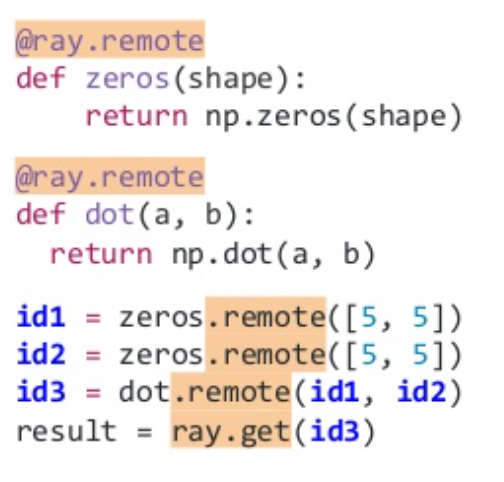 @ray.remote
def zeros(shape):
    return np.zeros(shape)
@ray.remote
def dot(a, b):
  return np.dot(a, b)
id1 = zeros.remote([5, 5])
id2 = zeros.remote([5, 5])
id3 = dot.remote(id1, id2)
result = ray.get(id3)